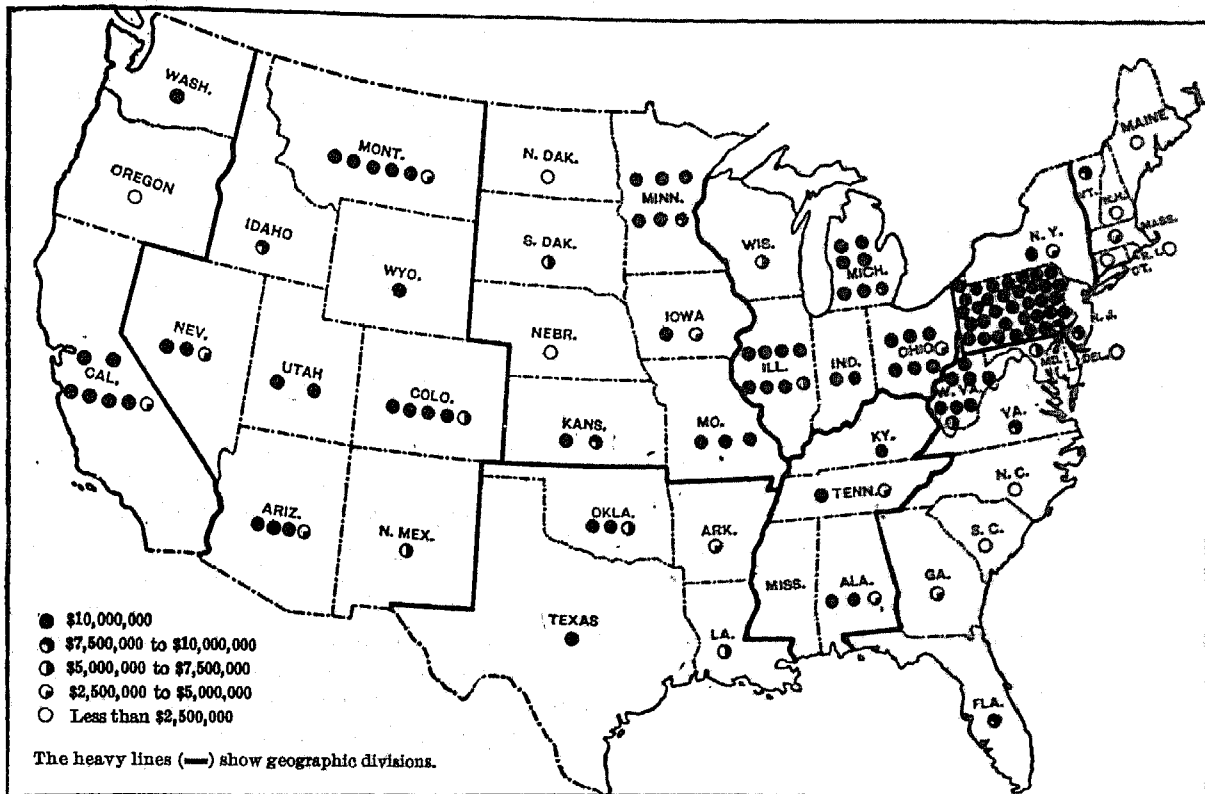 WASH.
MONT.
N. DAK.
MINN.
MAINE
OREGON
IDAHO
S. DAK.
WIS.
MICH.
VT.
N.H.
MASS.
N. Y.
R. I.
CT.
WYO.
NEV.
NEBR.
IOWA
N. J.
CAL.
UTAH
COLO.
ILL.
IND.
OHIO
MD.
DEL.
W. VA.
KANS.
MO.
KY.
VA.
ARIZ.
N. MEX.
OKLA.
ARK.
TENN.
N. C.
S. C.
MISS.
ALA.
GA.
TEXAS
LA.
FLA.
$10,000,000
$7,500,000 to $10,000,000
$5,000,000 to $7,500,000
$2,500,000 to $5,000,000
Less than $2,500,000
The heavy lines (—) show geographic divisions.